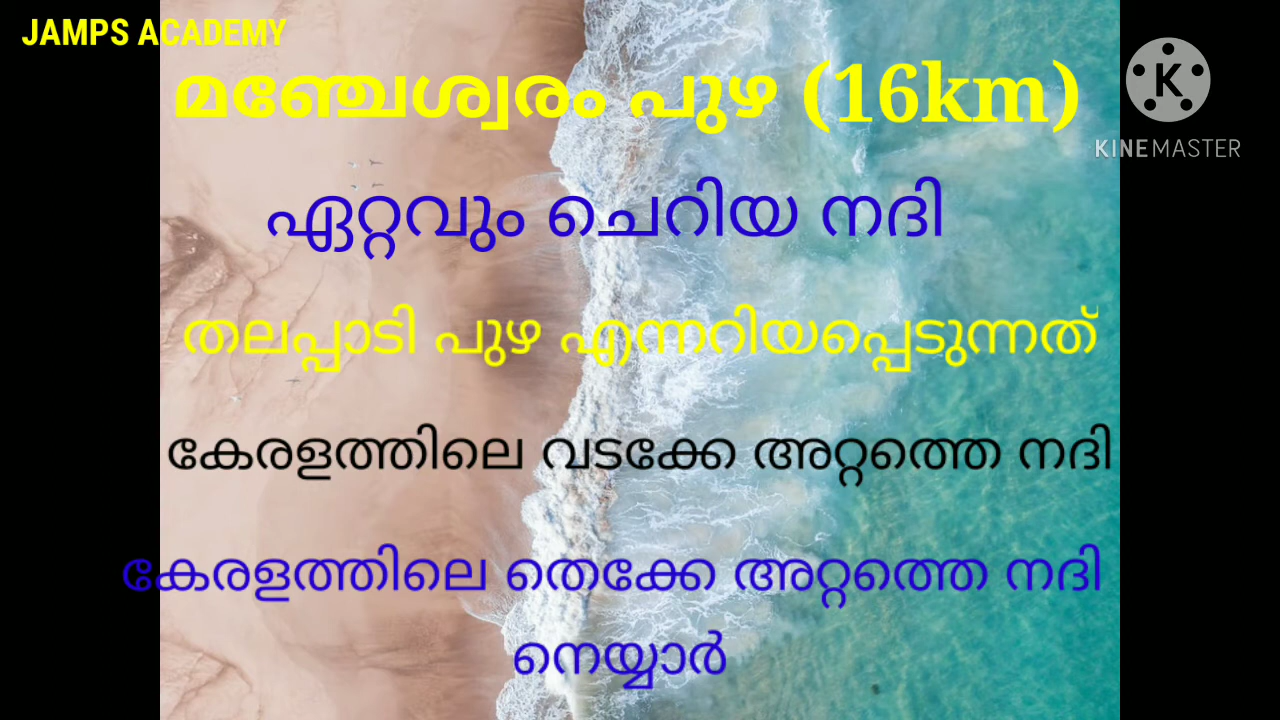 JAMPS ACADEMY
മഞ്ചേശ്വരം പുഴ (16km)
KINEMASTER
ഏറ്റവും ചെറിയ നദി
തലപ്പാടി പുഴ എന്നറിയപ്പെടുന്നത്
കേരളത്തിലെ വടക്കേ അറ്റത്തെ നദി
കേരളത്തിലെ തെക്കേ അറ്റത്തെ നദി
നെയ്യാർ